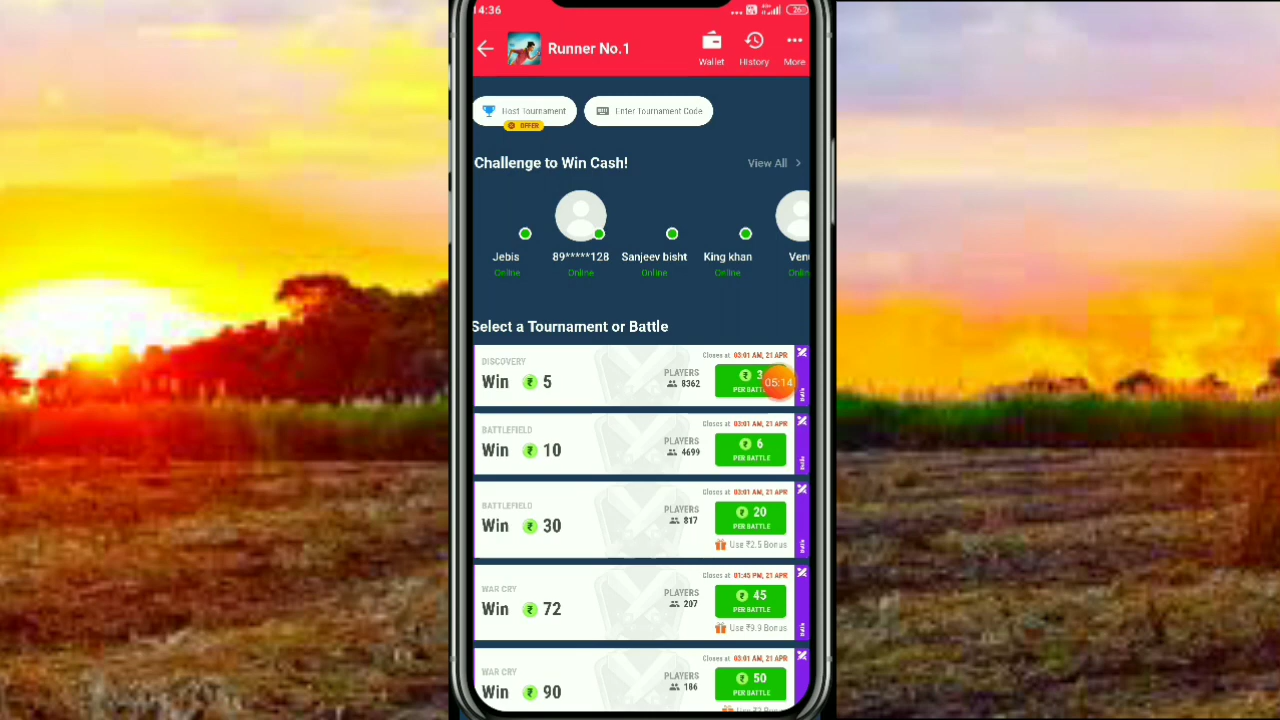 14:36
26
Runner No.1
Wallet
History
More
Host Tournament
OFFER
Enter Tournament Code
Challenge to Win Cash!
View All
Jebis
89*****128
Sanjeev bisht
King khan
Online
Online
Online
Online
Select a Tournament or Battle
DISCOVERY
Win ₹ 5
PLAYERS
8362
Closes at 03:01 AM, 21 APR
₹ 3
05:14
BATTLEFIELD
Win ₹ 10
PLAYERS
4699
Closes at 03:01 AM, 21 APR
₹ 6
PER BATTLE
BATTLEFIELD
Win ₹ 30
PLAYERS
817
Closes at 03:01 AM, 21 APR
₹ 20
PER BATTLE
Use ₹2.5 Bonus
WAR CRY
Win ₹ 72
PLAYERS
207
Closes at 01:45 PM, 21 APR
₹ 45
PER BATTLE
Use ₹9.9 Bonus
WAR CRY
Win ₹ 90
PLAYERS
186
Closes at 03:01 AM, 21 APR
₹ 50
PER BATTLE